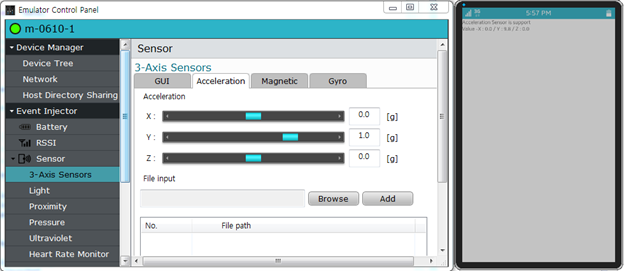 Emulator Control Panel
m-0610-1
Device Manager
Device Tree
Network
Host Directory Sharing
Event Injector
Battery
RSSI
Sensor
3-Axis Sensors
Light
Proximity
Pressure
Ultraviolet
Heart Rate Monitor
Sensor
3-Axis Sensors
GUI Acceleration Magnetic Gyro
Acceleration
X : 0.0 [g]
Y : 1.0 [g]
Z : 0.0 [g]
File input
Browse Add
No. File path
3G 5:57 PM
Acceleration Sensor is support
Value : X : 0.0 / Y : 9.8 / Z : 0.0